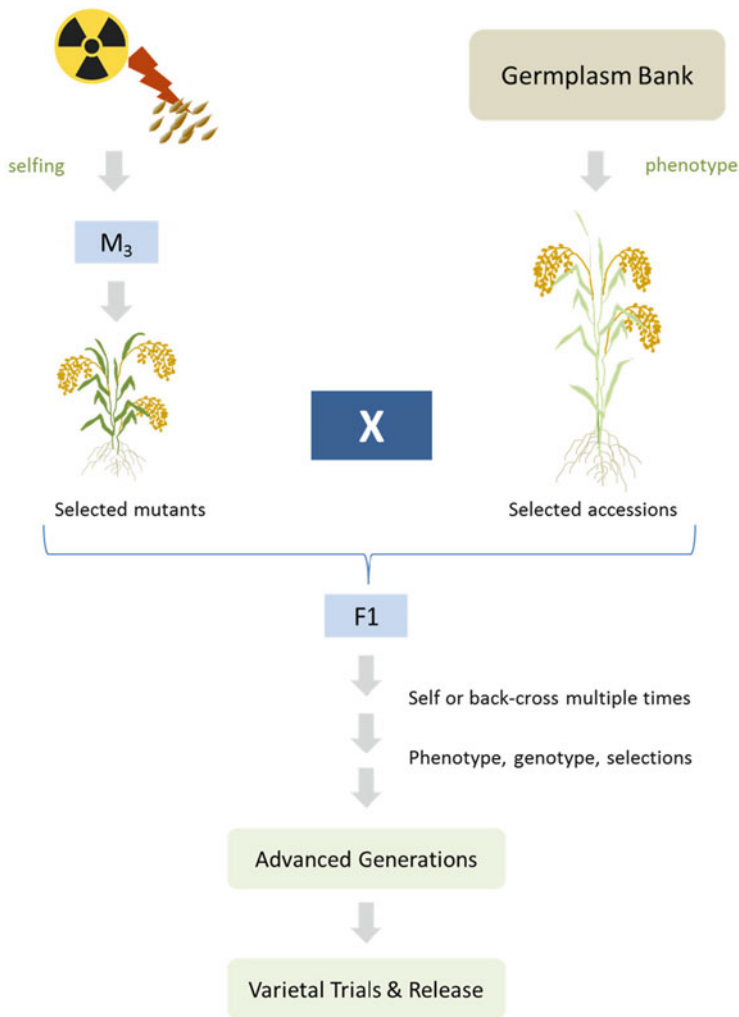 Germplasm Bank
selfing
phenotype
M₃
X
Selected mutants
Selected accessions
F1
Self or back-cross multiple times
Phenotype, genotype, selections
Advanced Generations
Varietal Trials & Release